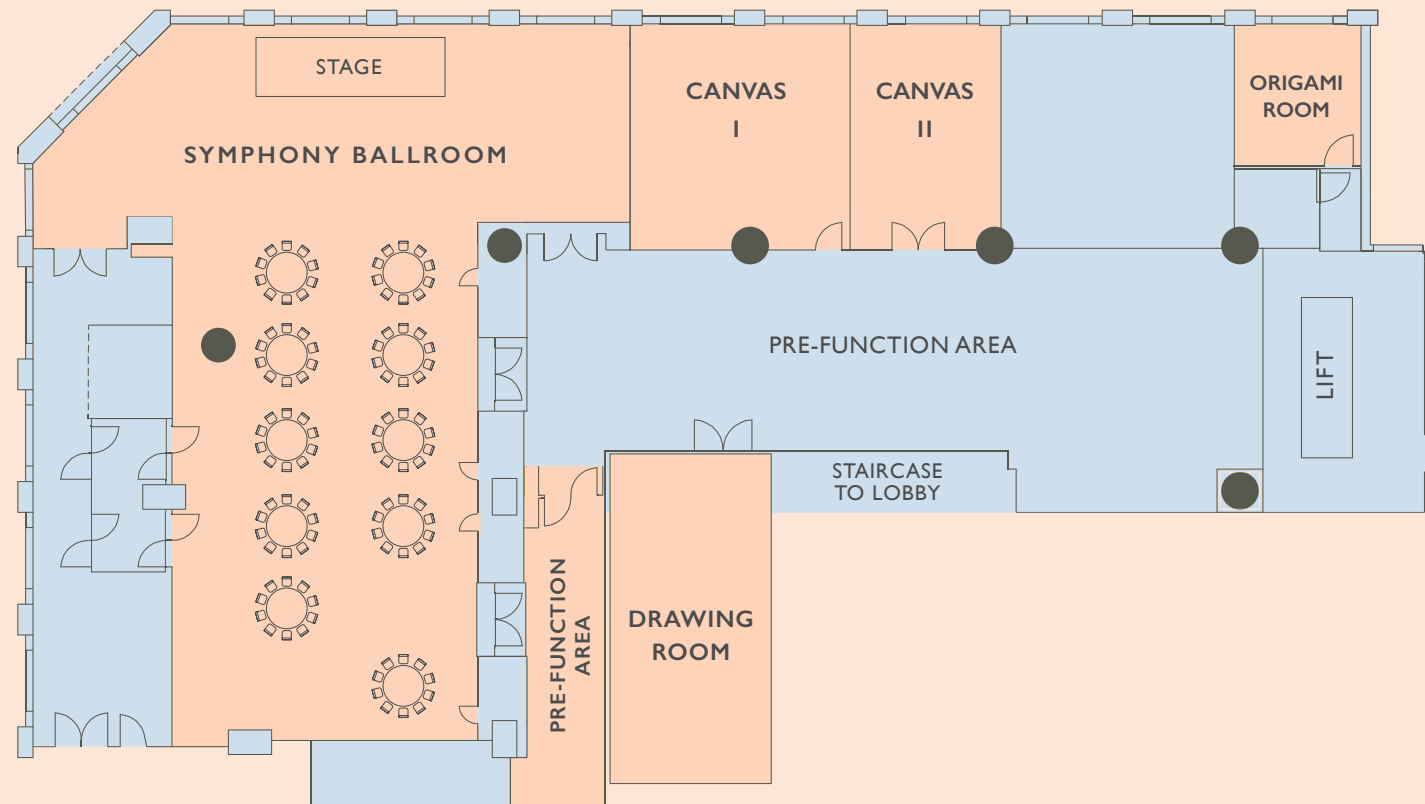 STAGE
SYMPHONY BALLROOM
CANVAS
I
CANVAS
II
ORIGAMI
ROOM
PRE-FUNCTION AREA
LIFT
STAIRCASE
TO LOBBY
PRE-FUNCTION
AREA
DRAWING
ROOM